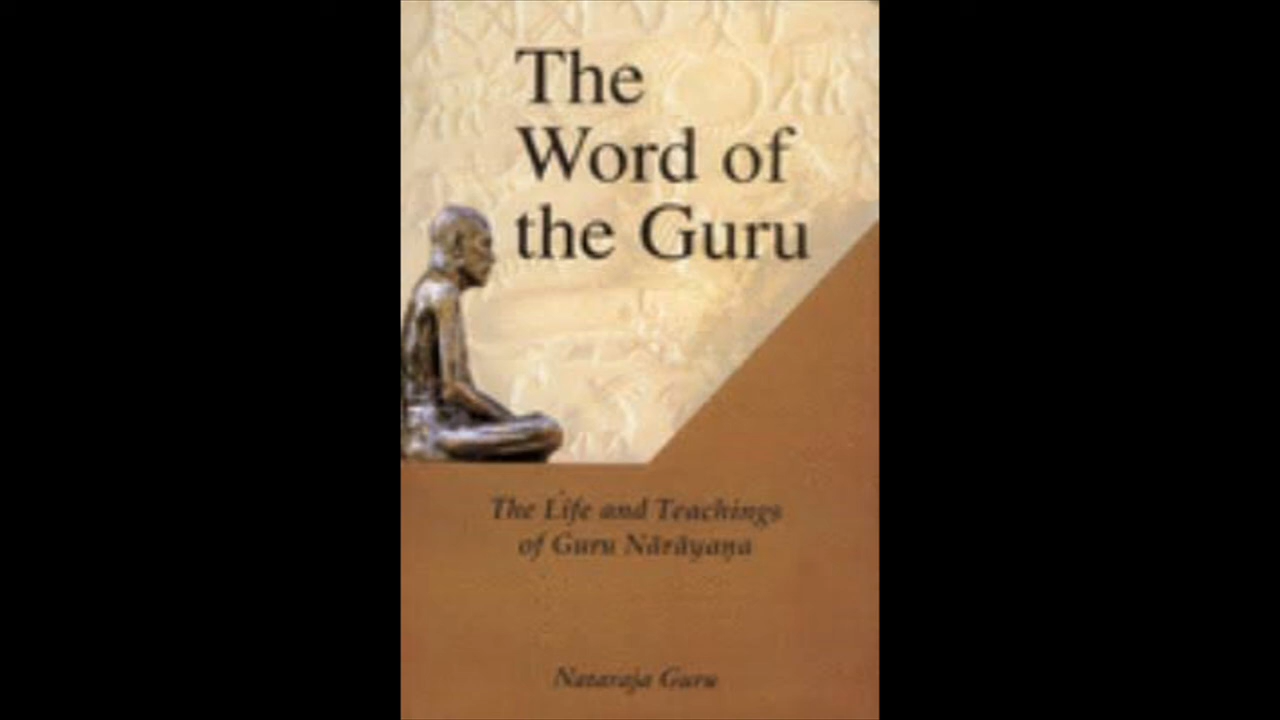 The
Word of
the Guru
The Life and Teachings
of Guru Nārāyaṇa
Nataraja Guru